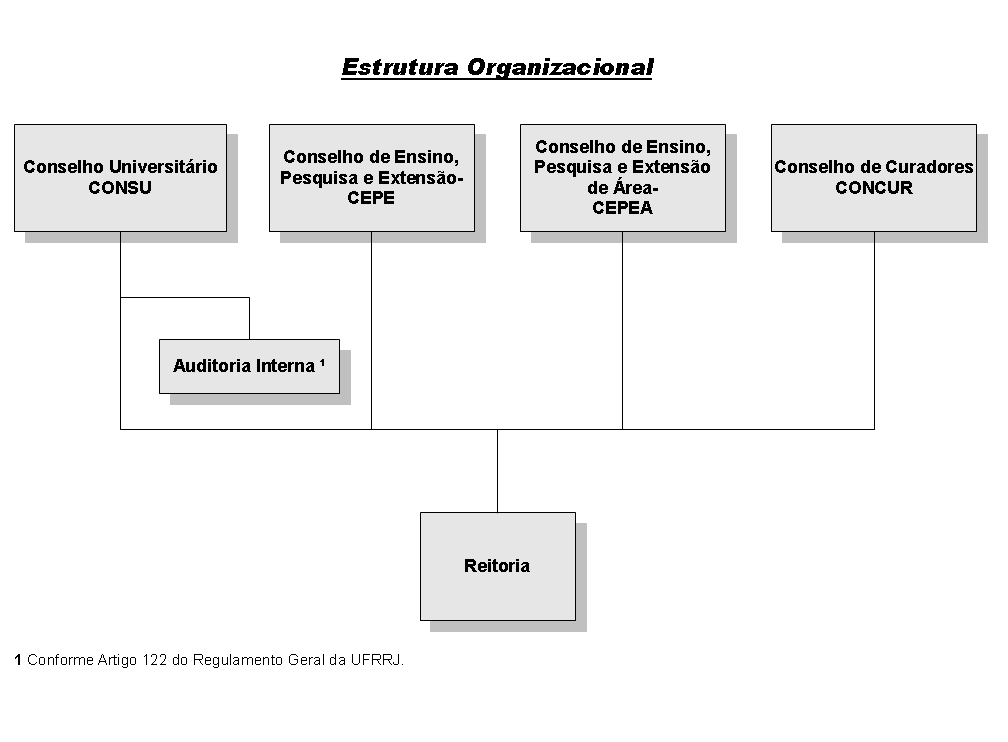 Estrutura Organizacional
Conselho Universitário
CONSU
Conselho de Ensino,
Pesquisa e Extensão-
CEPE
Conselho de Ensino,
Pesquisa e Extensão
de Área-
CEPEA
Conselho de Curadores
CONCUR
Auditoria Interna ¹
Reitoria
1 Conforme Artigo 122 do Regulamento Geral da UFRRJ.